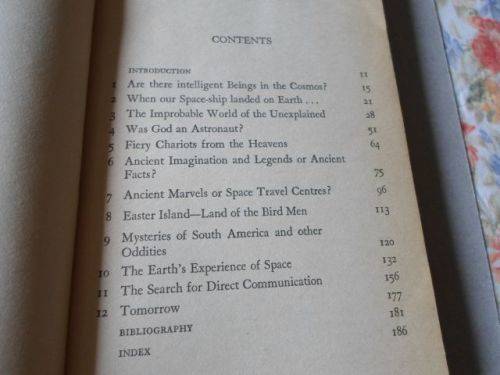 CONTENTS
INTRODUCTION 11
1 Are there intelligent Beings in the Cosmos? 15
2 When our Space-ship landed on Earth . . . 21
3 The Improbable World of the Unexplained 28
4 Was God an Astronaut? 51
5 Fiery Chariots from the Heavens 64
6 Ancient Imagination and Legends or Ancient
Facts? 75
7 Ancient Marvels or Space Travel Centres? 96
8 Easter Island—Land of the Bird Men 113
9 Mysteries of South America and other
Oddities 120
10 The Earth's Experience of Space 132
11 The Search for Direct Communication 156
12 Tomorrow 177
BIBLIOGRAPHY 181
INDEX 186